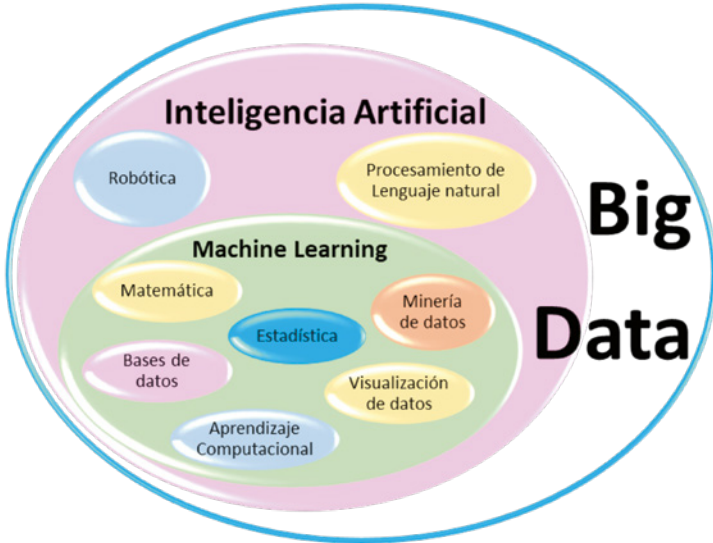 Inteligencia Artificial
Robótica
Procesamiento de
Lenguaje natural
Big
Data
Machine Learning
Matemática
Minería
de datos
Estadística
Bases de
datos
Visualización
de datos
Aprendizaje
Computacional